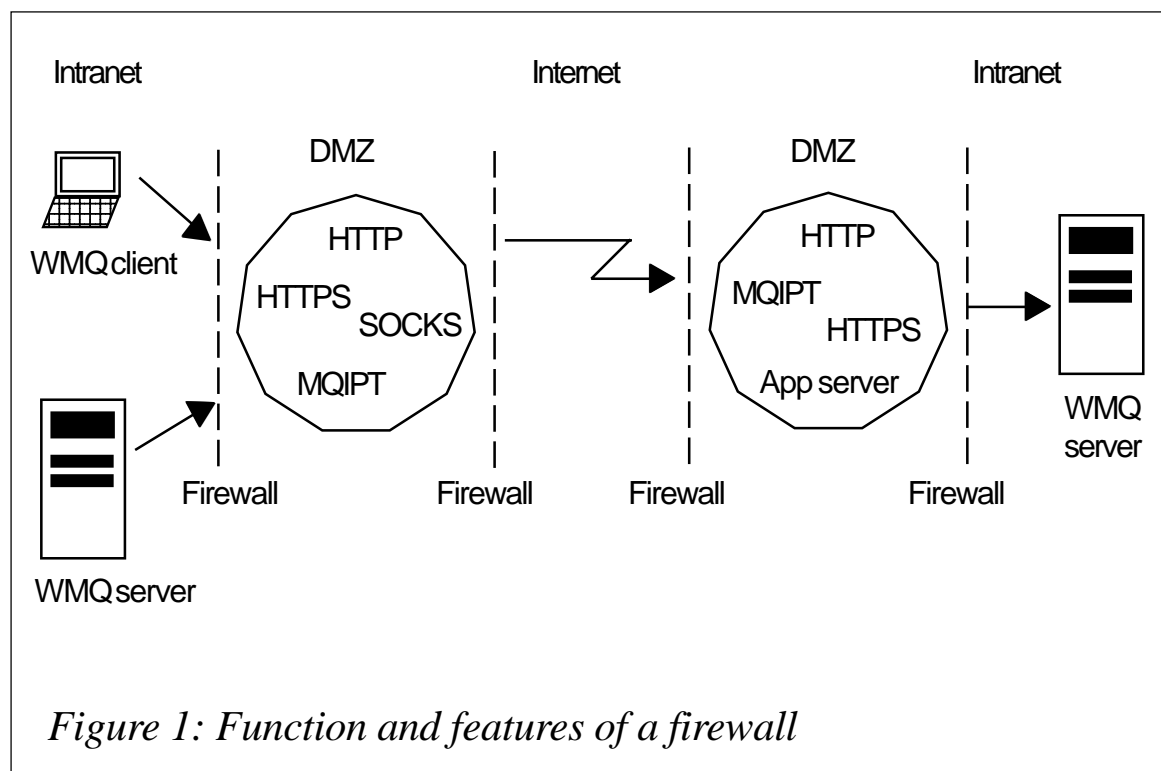 Intranet
Internet
Intranet
DMZ
DMZ
WMQ client
HTTP
HTTPS
SOCKS
MQIPT
HTTP
MQIPT
HTTPS
App server
WMQ
server
Firewall
Firewall
Firewall
Firewall
WMQ server
Figure 1: Function and features of a firewall